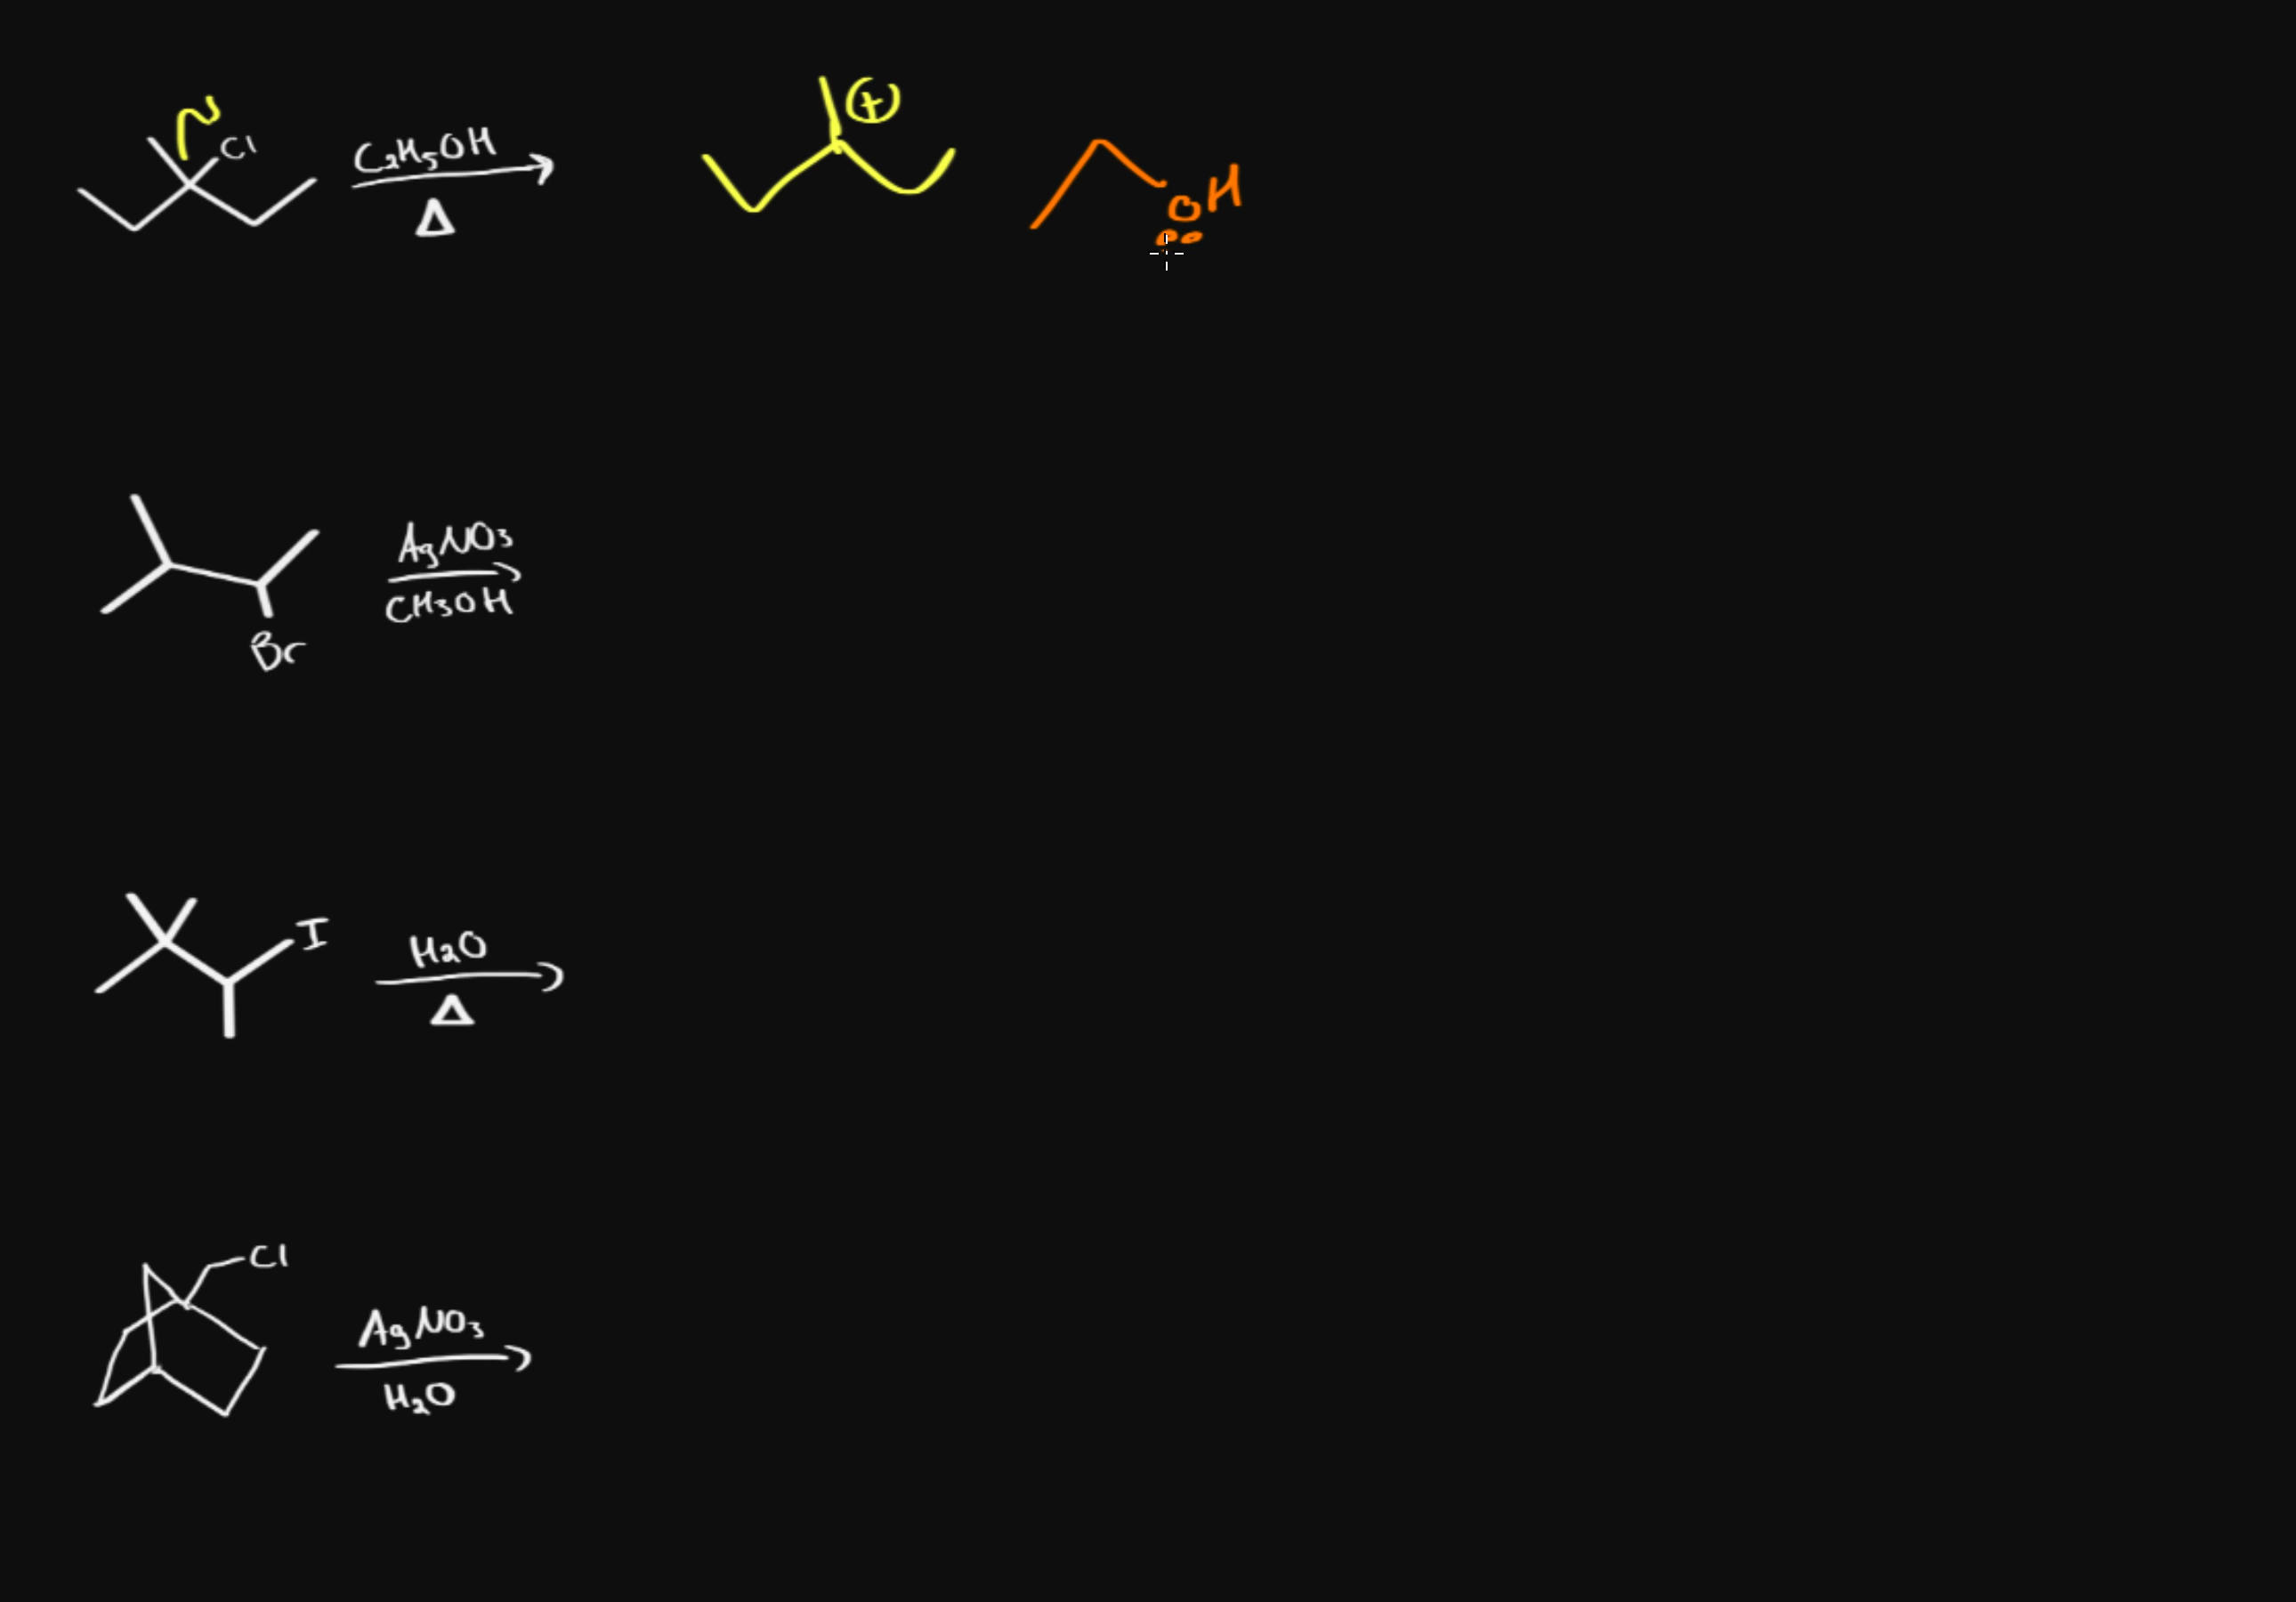 Cl
C2H5OH
Δ
+
OH
AgNO3
CH3OH
Br
I
H2O
Δ
Cl
AgNO3
H2O